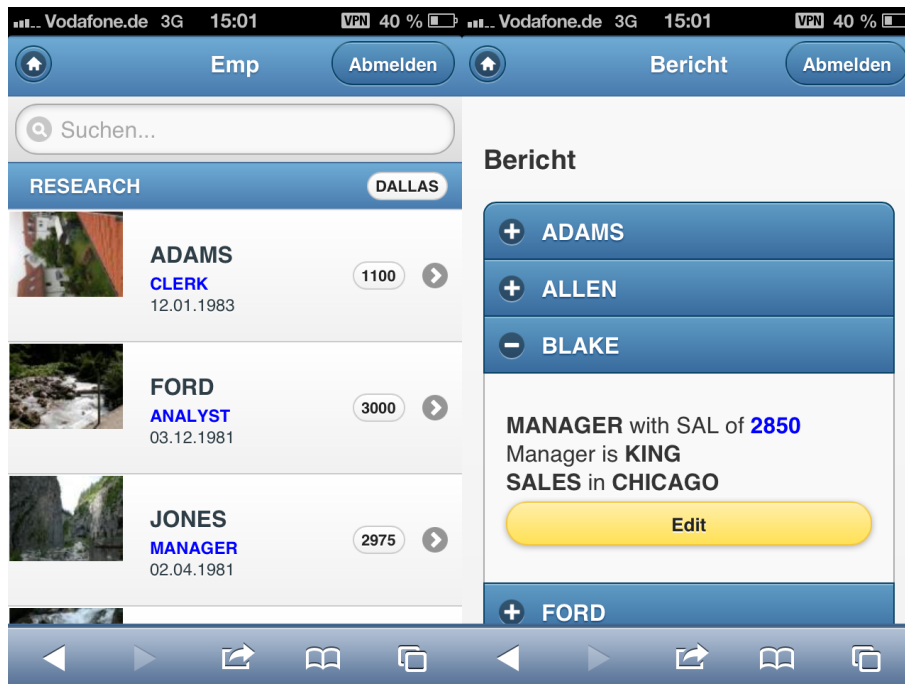 Vodafone.de 3G 15:01 VPN 40 %
Emp
Abmelden
Suchen...
RESEARCH DALLAS
ADAMS
CLERK
12.01.1983
1100
FORD
ANALYST
03.12.1981
3000
JONES
MANAGER
02.04.1981
2975
Vodafone.de 3G 15:01 VPN 40 %
Bericht
Abmelden
Bericht
ADAMS
ALLEN
BLAKE
MANAGER with SAL of 2850
Manager is KING
SALES in CHICAGO
Edit
FORD